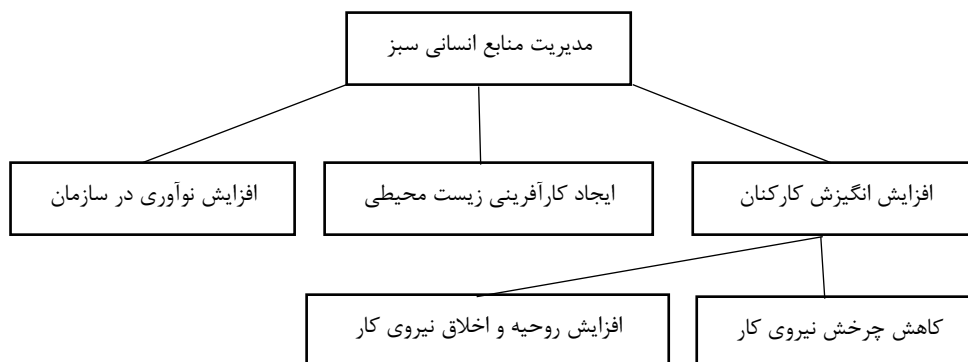 مدیریت منابع انسانی سبز
افزایش انگیزش کارکنان
ایجاد کارآفرینی زیست محیطی
افزایش نوآوری در سازمان
کاهش چرخش نیروی کار
افزایش روحیه و اخلاق نیروی کار